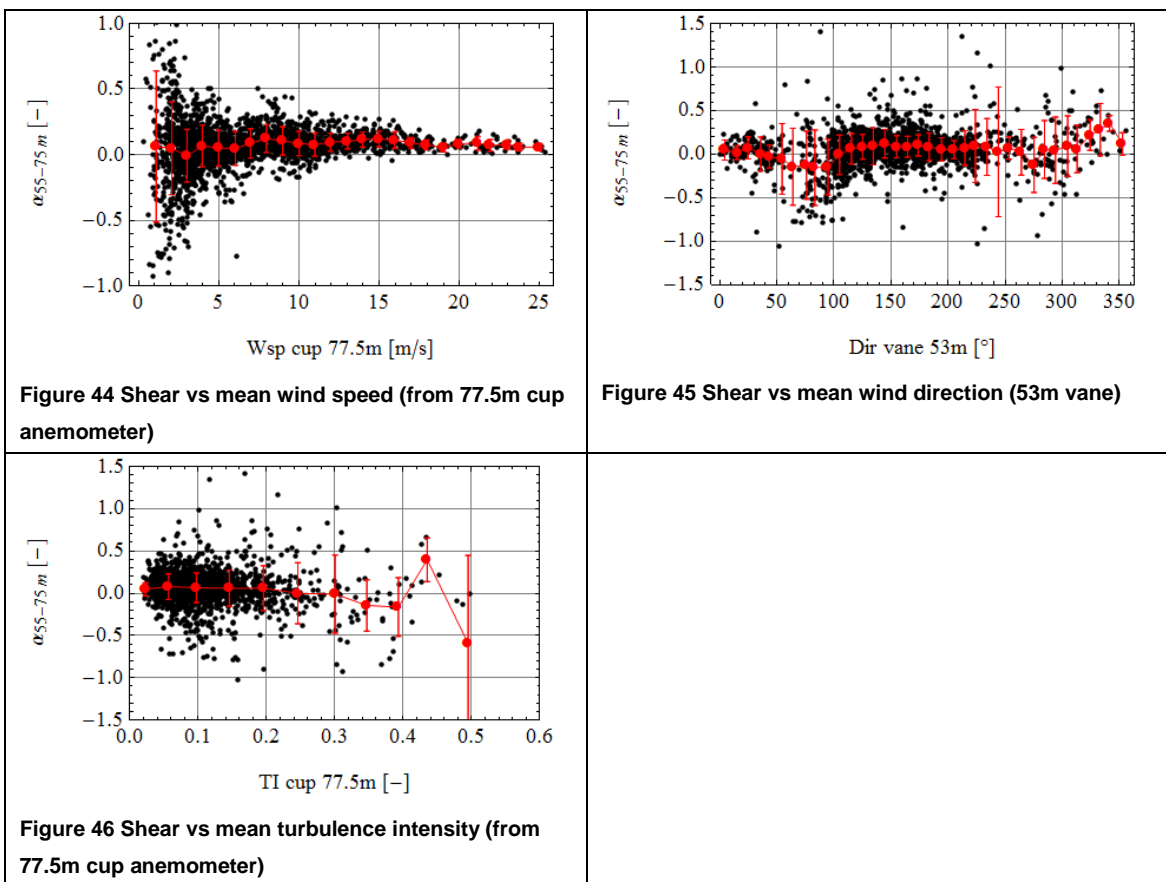 1.0
0.5
0.0
−0.5
−1.0
α55−75 m [−]
0 5 10 15 20 25
Wsp cup 77.5m [m/s]
Figure 44 Shear vs mean wind speed (from 77.5m cup
anemometer)
1.5
1.0
0.5
0.0
−0.5
−1.0
−1.5
α55−75 m [−]
0 50 100 150 200 250 300 350
Dir vane 53m [°]
Figure 45 Shear vs mean wind direction (53m vane)
1.5
1.0
0.5
0.0
−0.5
−1.0
−1.5
α55−75 m [−]
0.0 0.1 0.2 0.3 0.4 0.5 0.6
TI cup 77.5m [−]
Figure 46 Shear vs mean turbulence intensity (from
77.5m cup anemometer)